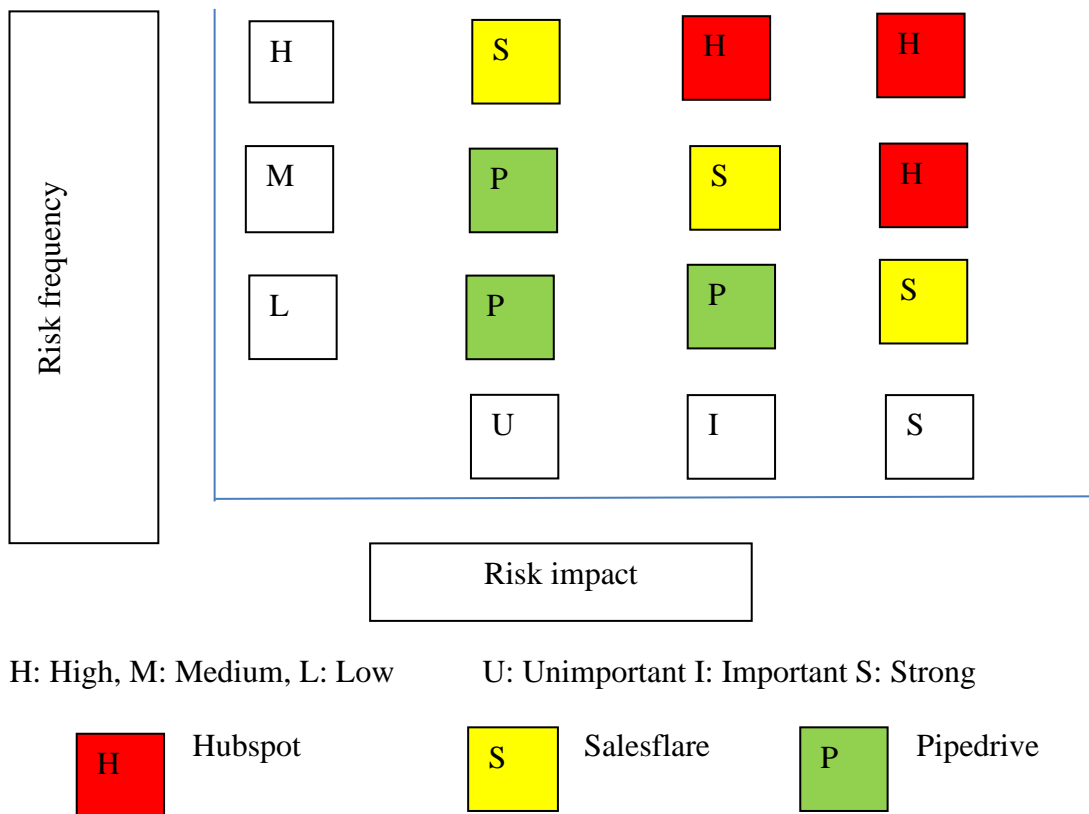 Risk frequency
H S H H
M P S H
L P P S
U I S
Risk impact
H: High, M: Medium, L: Low U: Unimportant I: Important S: Strong
H Hubspot S Salesflare P Pipedrive